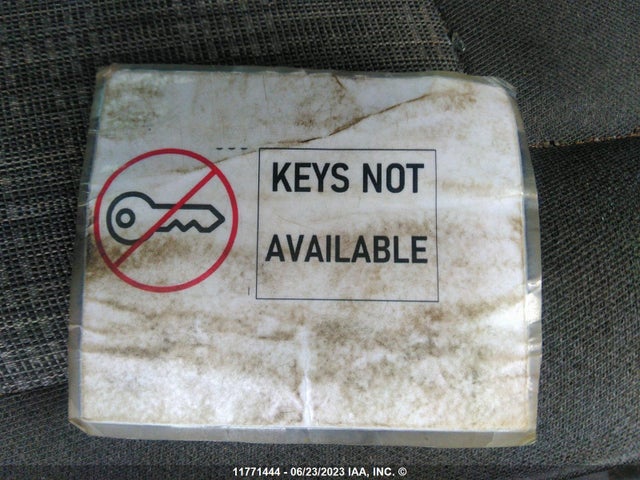 KEYS NOT
AVAILABLE
11771444 - 06/23/2023 IAA, INC. ©